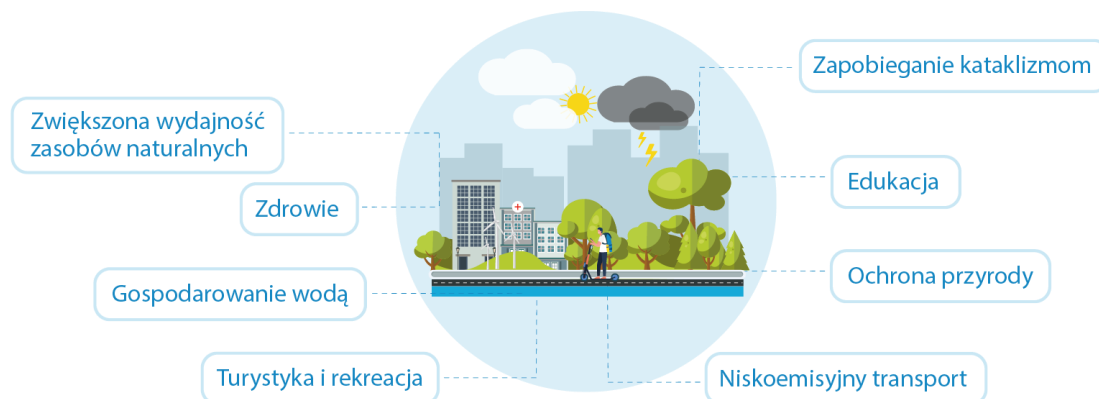 Zapobieganie kataklizmom
Zwiększona wydajność
zasobów naturalnych
Edukacja
Zdrowie
Ochrona przyrody
Gospodarowanie wodą
Turystyka i rekreacja
Niskoemisyjny transport